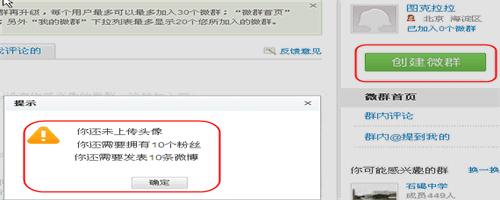 群再升级，每个用户最多可以最多加入30个微群；“微群首页”
；另外“我的微群”下拉列表最多显示20个您所加入的微群
评论的
反馈意见
提示
你还未上传头像
你还需要拥有10个粉丝
你还需要发表10条微博
确定
图克拉拉
北京 海淀区
已加入0个微群
创建微群
微群首页
群内评论
群内@提到我的
你可能感兴趣的群
换一换
石碣中学
成员449人